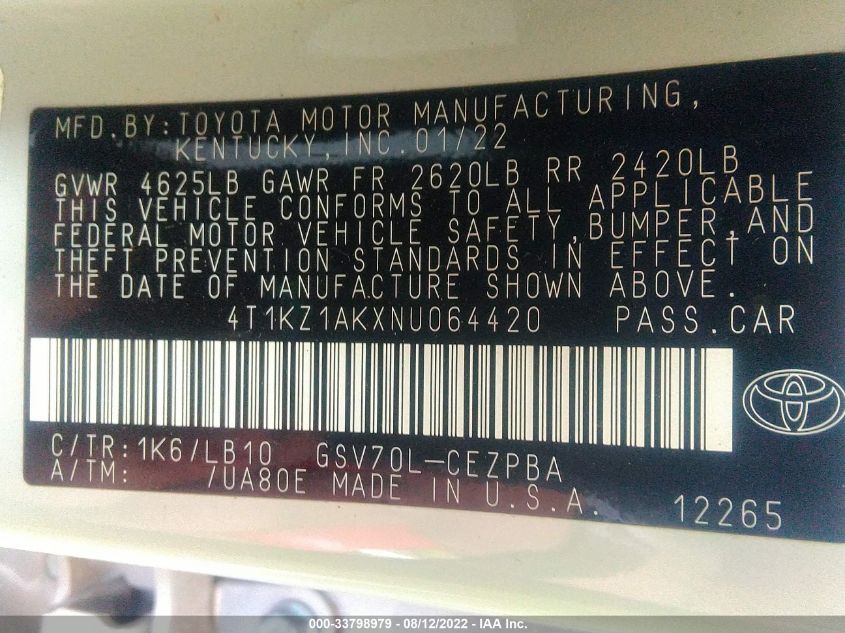 MFD.BY:TOYOTA MOTOR MANUFACTURING,
KENTUCKY,INC.01/22
GVWR 4625LB GAWR FR 2620LB RR 2420LB
THIS VEHICLE CONFORMS TO ALL APPLICABLE
FEDERAL MOTOR VEHICLE SAFETY,BUMPER,AND
THEFT PREVENTION STANDARDS IN EFFECT ON
THE DATE OF MANUFACTURE SHOWN ABOVE.
4T1KZ1AKXNU064420 PASS.CAR
C/TR:1K6/LB10 GSV70L-CEZPBA
A/TM: /UA80E MADE IN U.S.A. 12265
000-33798979 - 08/12/2022 - IAA Inc.